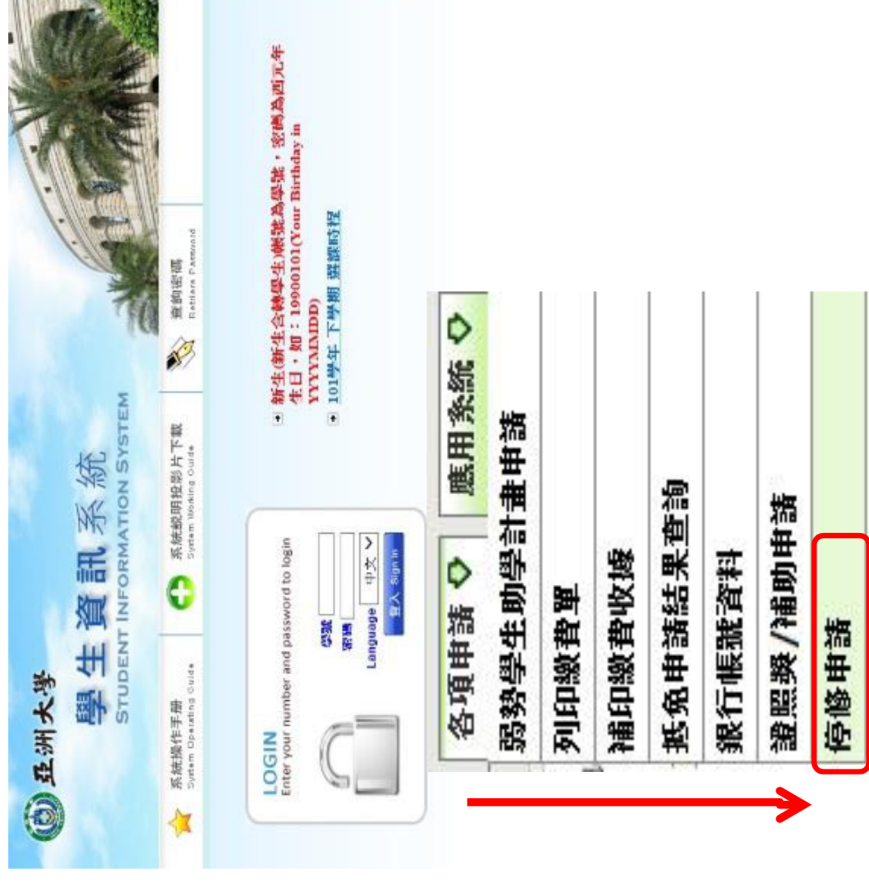 亞洲大學
學生資訊系統
STUDENT INFORMATION SYSTEM
系統操作手冊
System Operating Guide
系統說明投影片下載
System Working Guide
查詢密碼
Retriere Password
LOGIN
Enter your number and password to login
學號
密碼
Language 中文
登入 Sign In
新生(新生含轉學生)帳號為學號，密碼為西元年
生日，如：19900101(Your Birthday in
YYYYMMDD)
101學年 下學期 選課時程
各項申請
應用系統
弱勢學生助學計畫申請
列印繳費單
補印繳費收據
抵免申請結果查詢
銀行帳號資料
證照獎/補助申請
停修申請